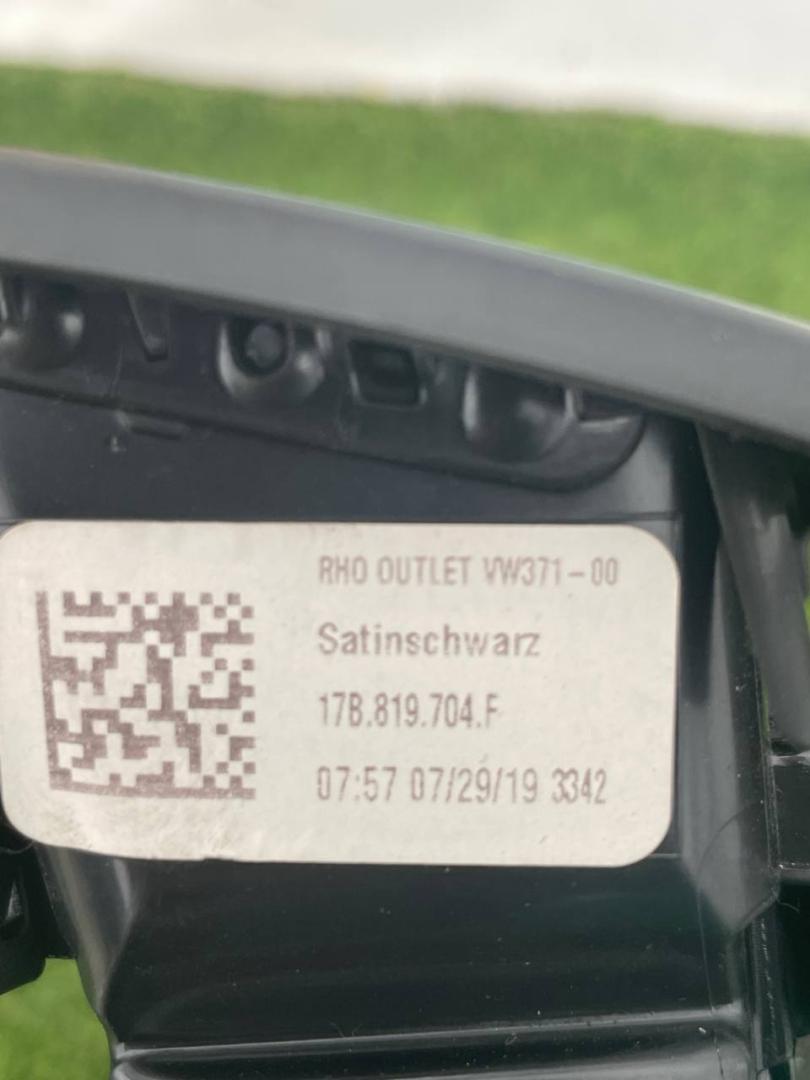 RHO OUTLET VW371-00
Satinschwarz
17B.819.704.F
07:57 07/29/19 3342